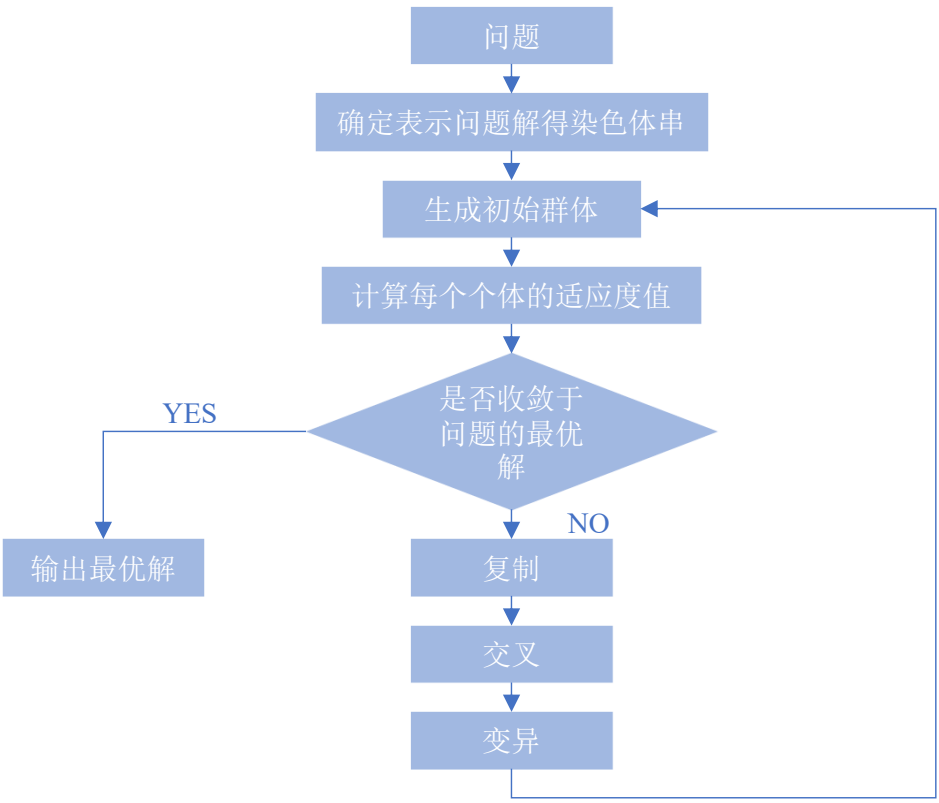 问题
确定表示问题解得染色体串
生成初始群体
计算每个个体的适应度值
是否收敛于
问题的最优
解
YES
NO
输出最优解
复制
交叉
变异